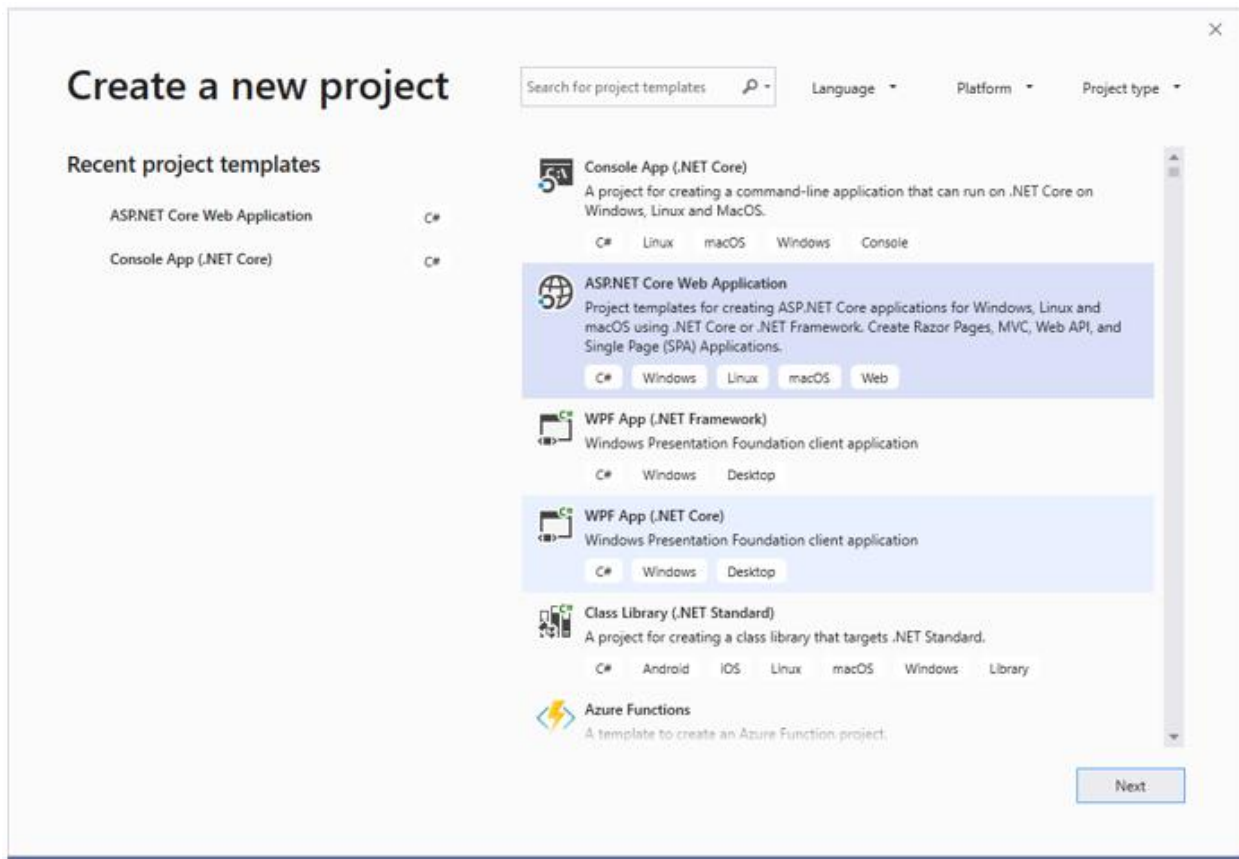 Create a new project
Search for project templates
Language
Platform
Project type
Recent project templates
ASP.NET Core Web Application C#
Console App (.NET Core) C#
Console App (.NET Core)
A project for creating a command-line application that can run on .NET Core on
Windows, Linux and MacOS.
C# Linux macOS Windows Console
ASP.NET Core Web Application
Project templates for creating ASP.NET Core applications for Windows, Linux and
macOS using .NET Core or .NET Framework. Create Razor Pages, MVC, Web API, and
Single Page (SPA) Applications.
C# Windows Linux macOS Web
WPF App (.NET Framework)
Windows Presentation Foundation client application
C# Windows Desktop
WPF App (.NET Core)
Windows Presentation Foundation client application
C# Windows Desktop
Class Library (.NET Standard)
A project for creating a class library that targets .NET Standard.
C# Android iOS Linux macOS Windows Library
Azure Functions
A template to create an Azure Function project.
Next